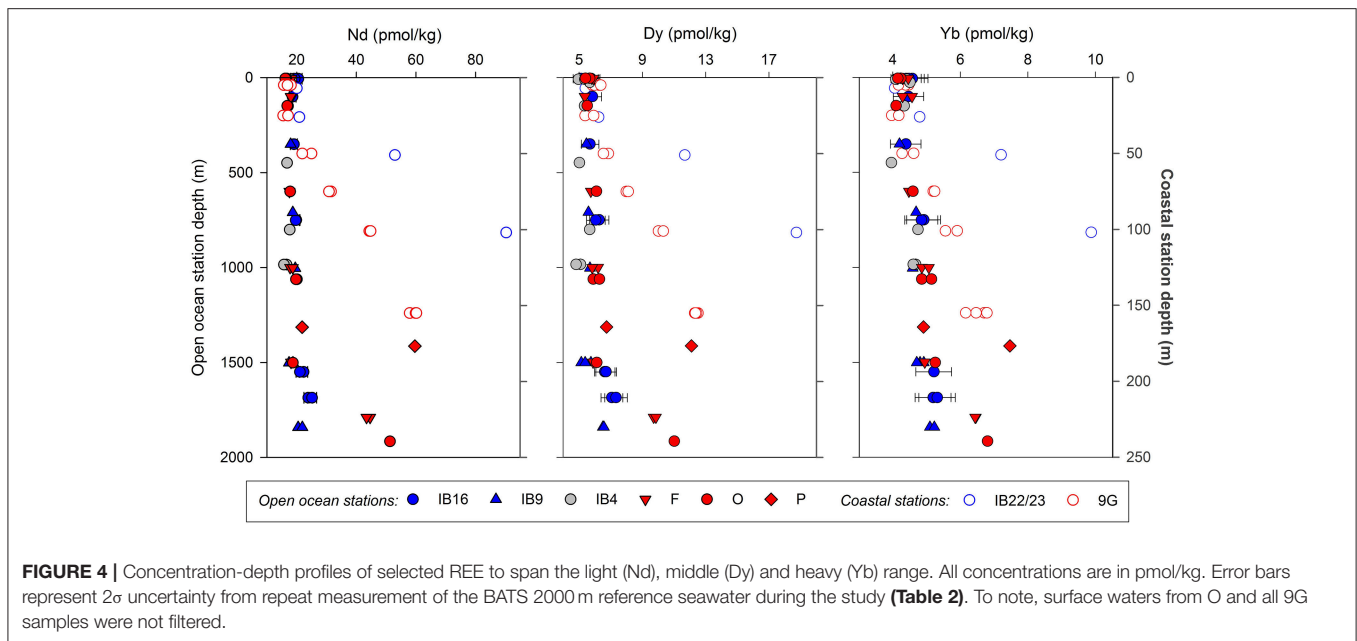 Nd (pmol/kg) Dy (pmol/kg) Yb (pmol/kg)
20 40 60 80 5 9 13 17 4 6 8 10
0 0
500 50
1000 100
1500 150
200
2000 250
Open ocean station depth (m)
Coastal station depth (m)
Open ocean stations: IB16 IB9 IB4 F O P Coastal stations: IB22/23 9G
FIGURE 4 | Concentration-depth profiles of selected REE to span the light (Nd), middle (Dy) and heavy (Yb) range. All concentrations are in pmol/kg. Error bars
represent 2σ uncertainty from repeat measurement of the BATS 2000 m reference seawater during the study (Table 2). To note, surface waters from O and all 9G
samples were not filtered.